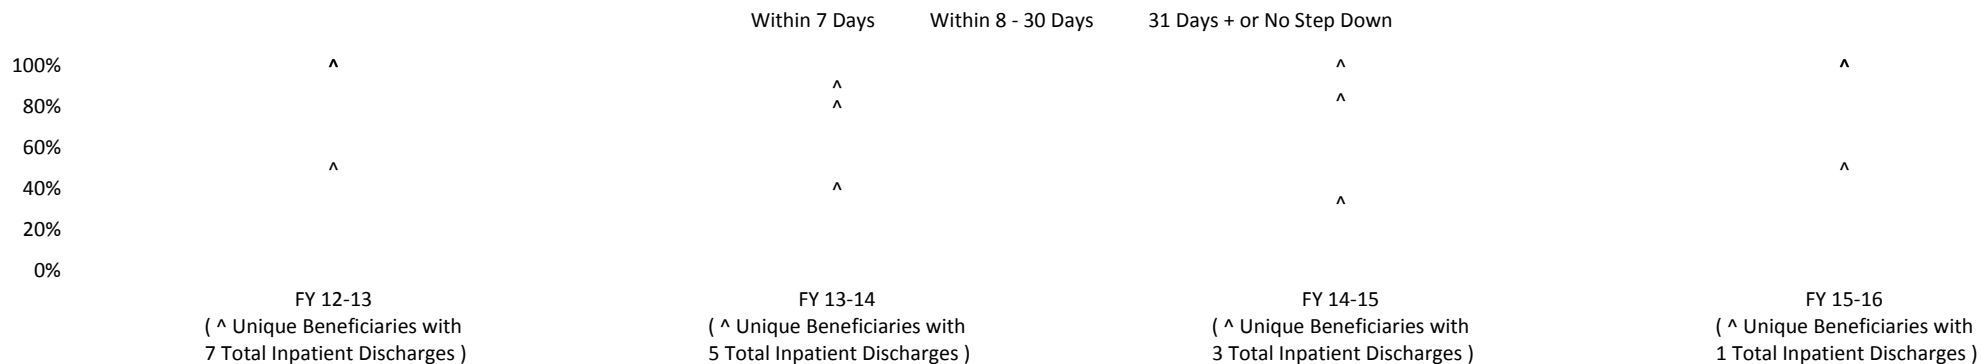 Within 7 Days Within 8 - 30 Days 31 Days + or No Step Down
100% ^ ^ ^
^
80% ^ ^
60%
^ ^
40% ^
^
20%
0%
FY 12-13 FY 13-14 FY 14-15 FY 15-16
( ^ Unique Beneficiaries with ( ^ Unique Beneficiaries with ( ^ Unique Beneficiaries with ( ^ Unique Beneficiaries with
7 Total Inpatient Discharges ) 5 Total Inpatient Discharges ) 3 Total Inpatient Discharges ) 1 Total Inpatient Discharges )